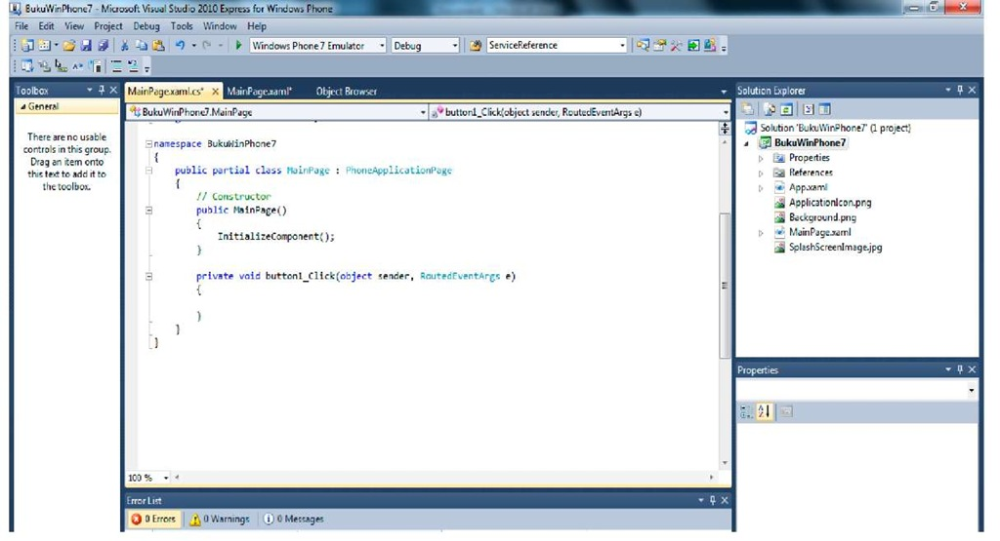 BukuWinPhone7 - Microsoft Visual Studio 2010 Express for Windows Phone
File Edit View Project Debug Tools Window Help
Windows Phone 7 Emulator Debug ServiceReference
Toolbox
General
There are no usable
controls in this group.
Drag an item onto
this text to add it to
the toolbox.
MainPage.xaml.cs* MainPage.xaml* Object Browser
BukuWinPhone7.MainPage button1_Click(object sender, RoutedEventArgs e)
namespace BukuWinPhone7
{
public partial class MainPage : PhoneApplicationPage
{
// Constructor
public MainPage()
{
InitializeComponent();
}
private void button1_Click(object sender, RoutedEventArgs e)
{
}
}
}
100 %
Error List
0 Errors 0 Warnings 0 Messages
Solution Explorer
Solution 'BukuWinPhone7' (1 project)
BukuWinPhone7
Properties
References
App.xaml
ApplicationIcon.png
Background.png
MainPage.xaml
SplashScreenImage.jpg
Properties